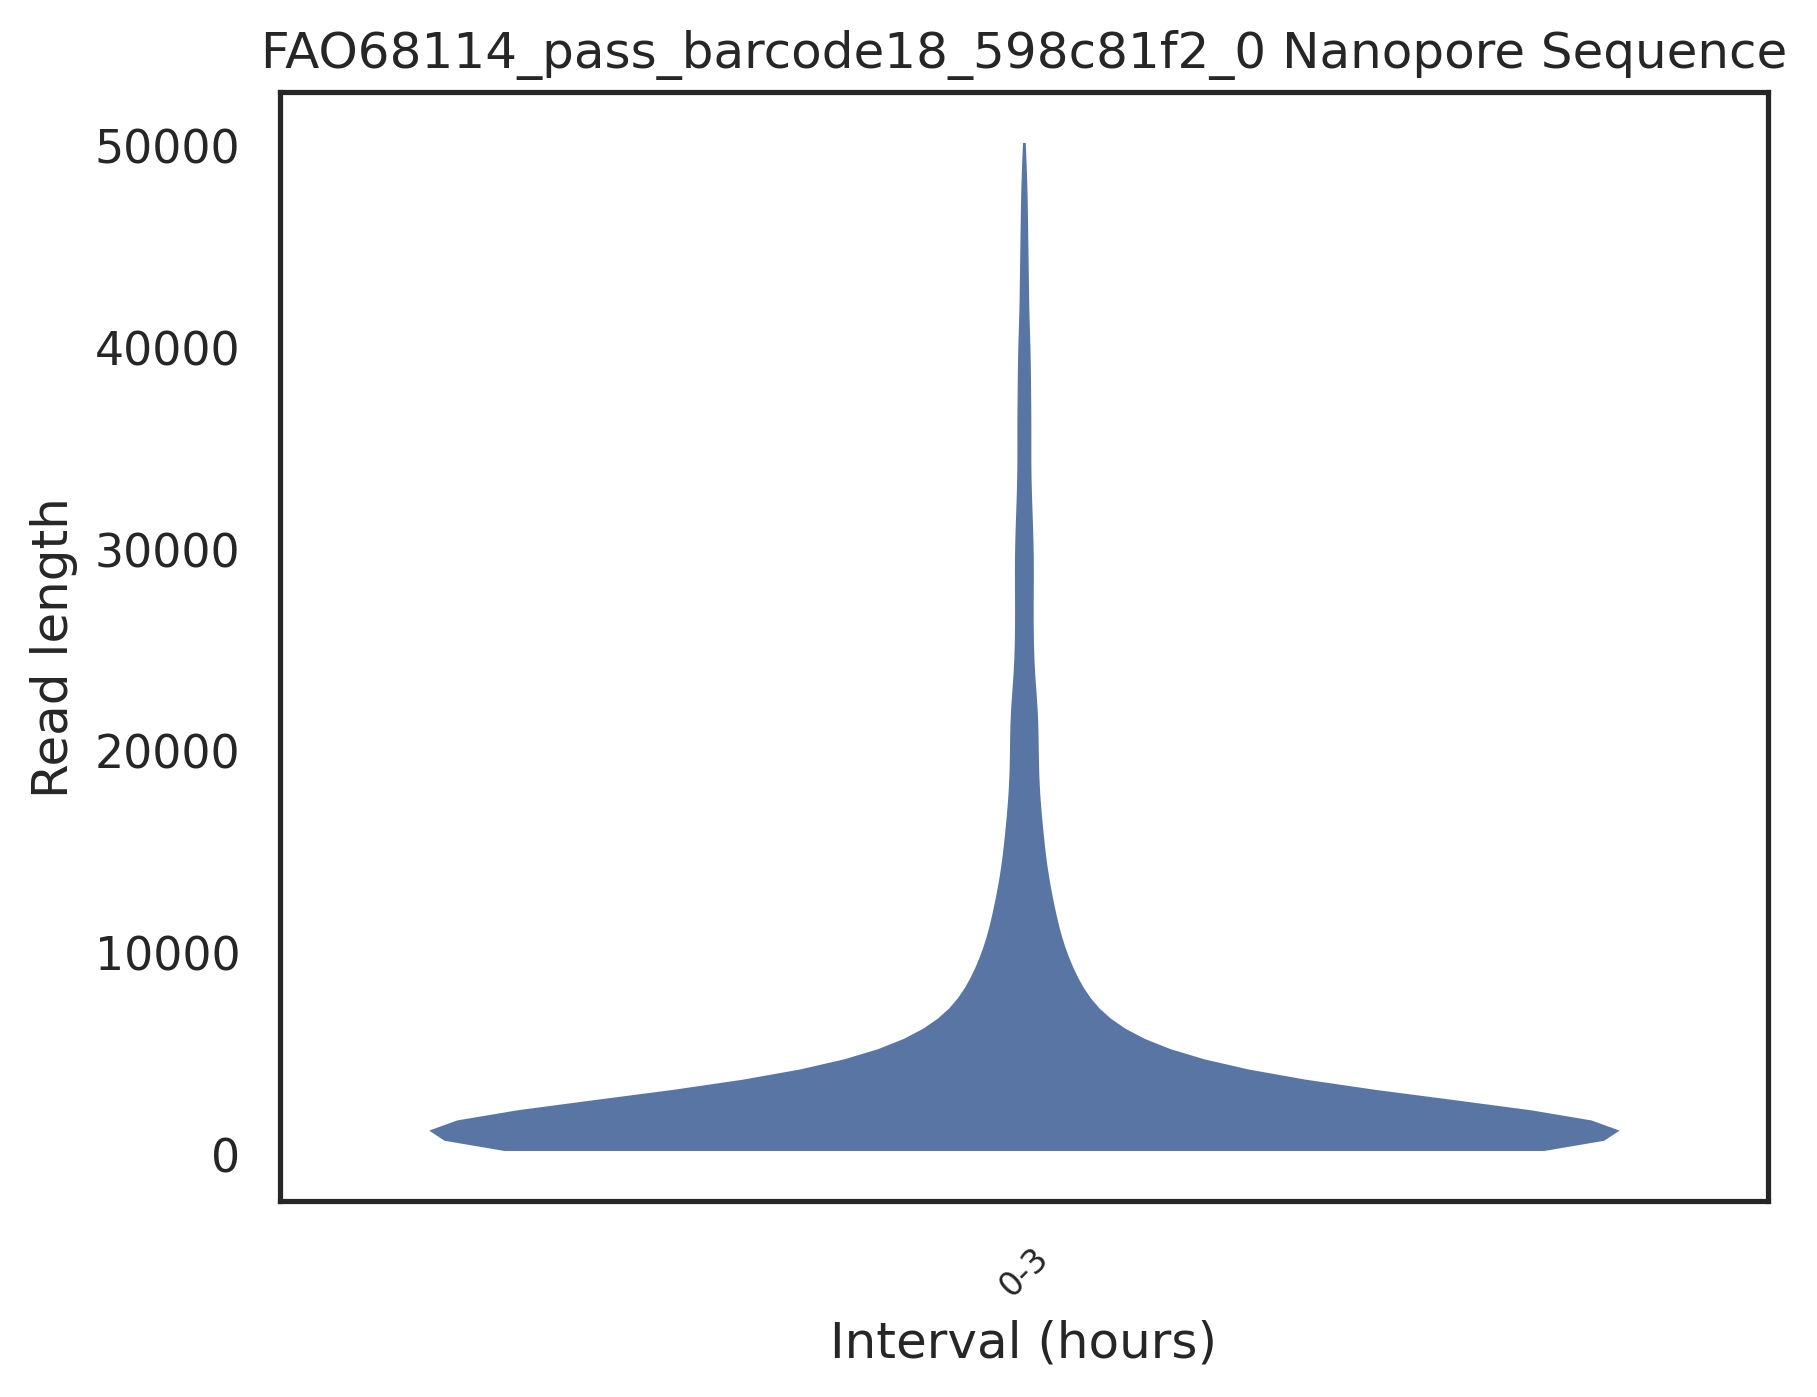 FAO68114_pass_barcode18_598c81f2_0 Nanopore Sequence
50000
40000
30000
20000
10000
0
Read length
0-3
Interval (hours)